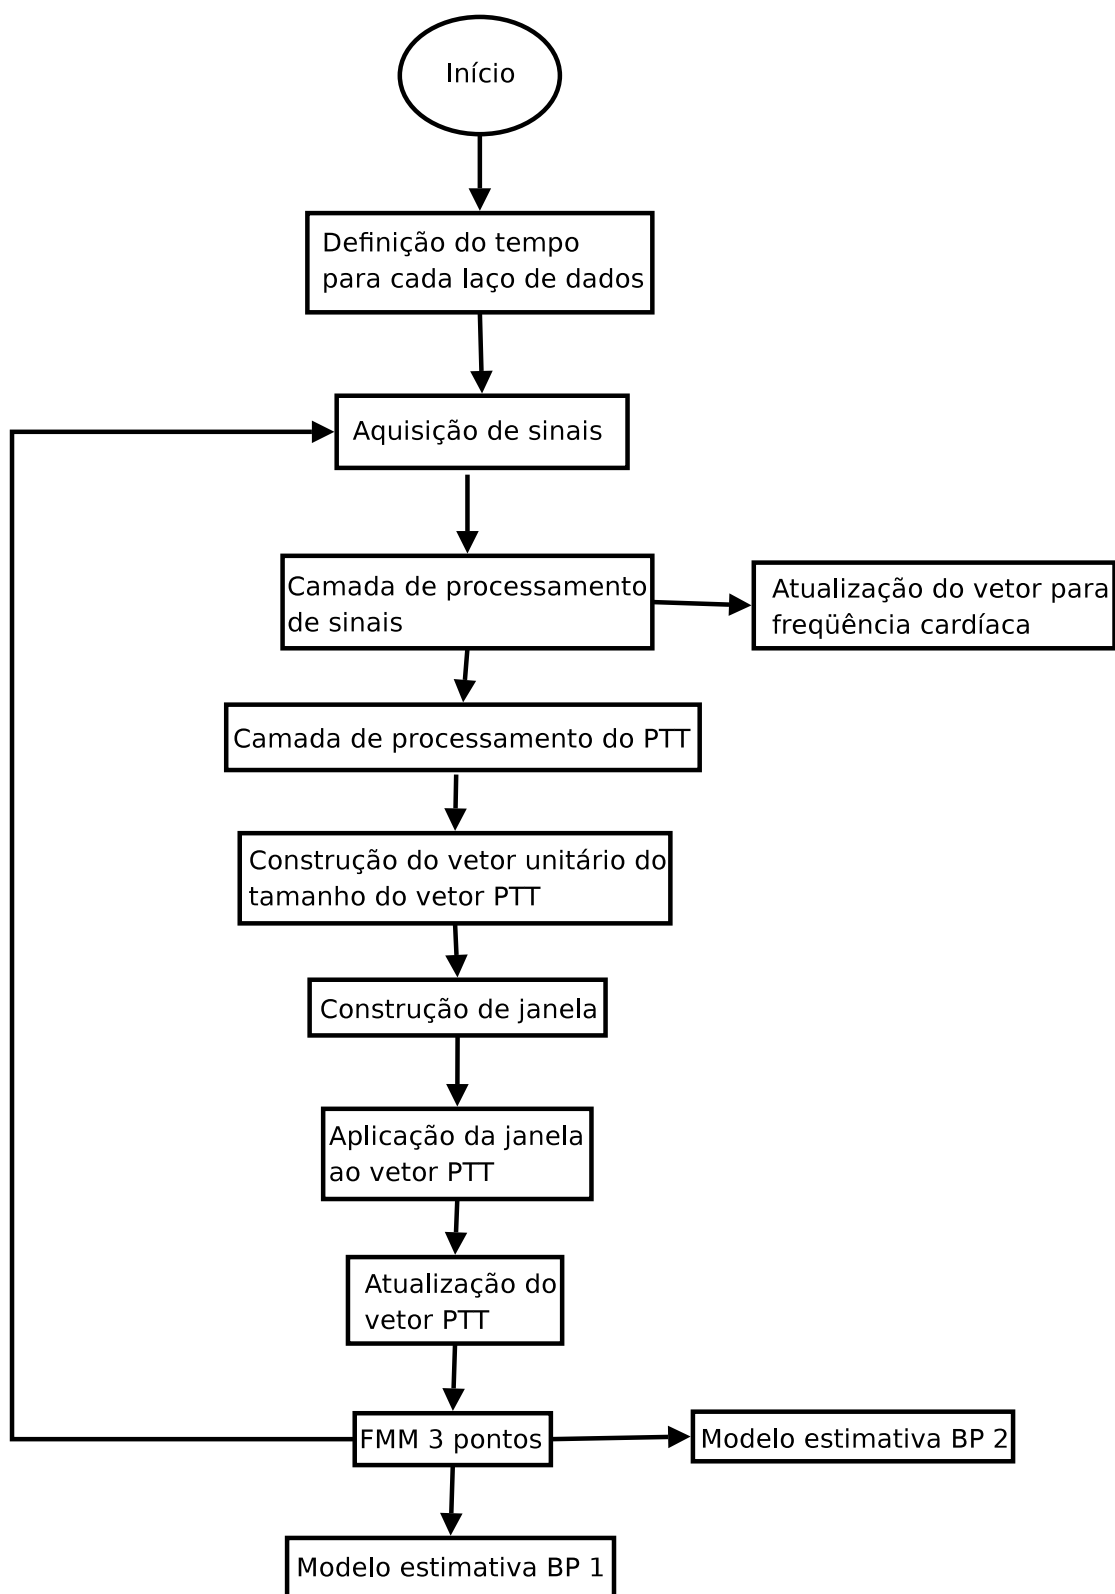 Início
Definição do tempo
para cada laço de dados
Aquisição de sinais
Camada de processamento
de sinais
Atualização do vetor para
freqüência cardíaca
Camada de processamento do PTT
Construção do vetor unitário do
tamanho do vetor PTT
Construção de janela
Aplicação da janela
ao vetor PTT
Atualização do
vetor PTT
FMM 3 pontos
Modelo estimativa BP 2
Modelo estimativa BP 1